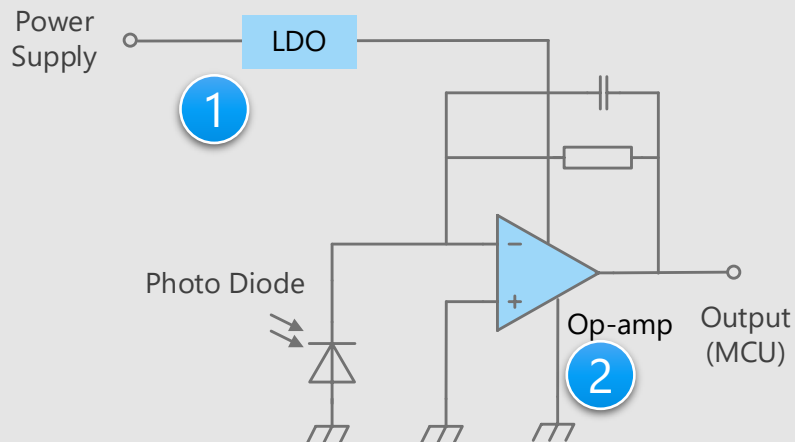 Power
Supply
LDO
1
Photo Diode
−
+
Op-amp
2
Output
(MCU)